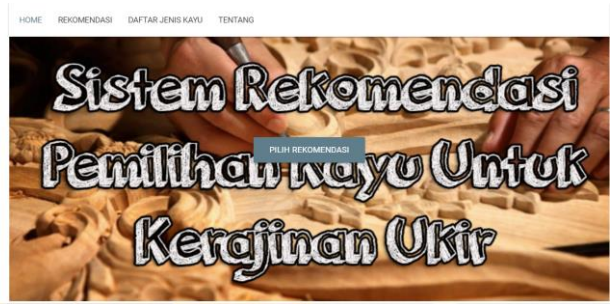 HOME REKOMENDASI DAFTAR JENIS KAYU TENTANG
Sistem Rekomendasi
PILIH REKOMENDASI
Pemilihan Kayu Untuk
Kerajinan Ukir